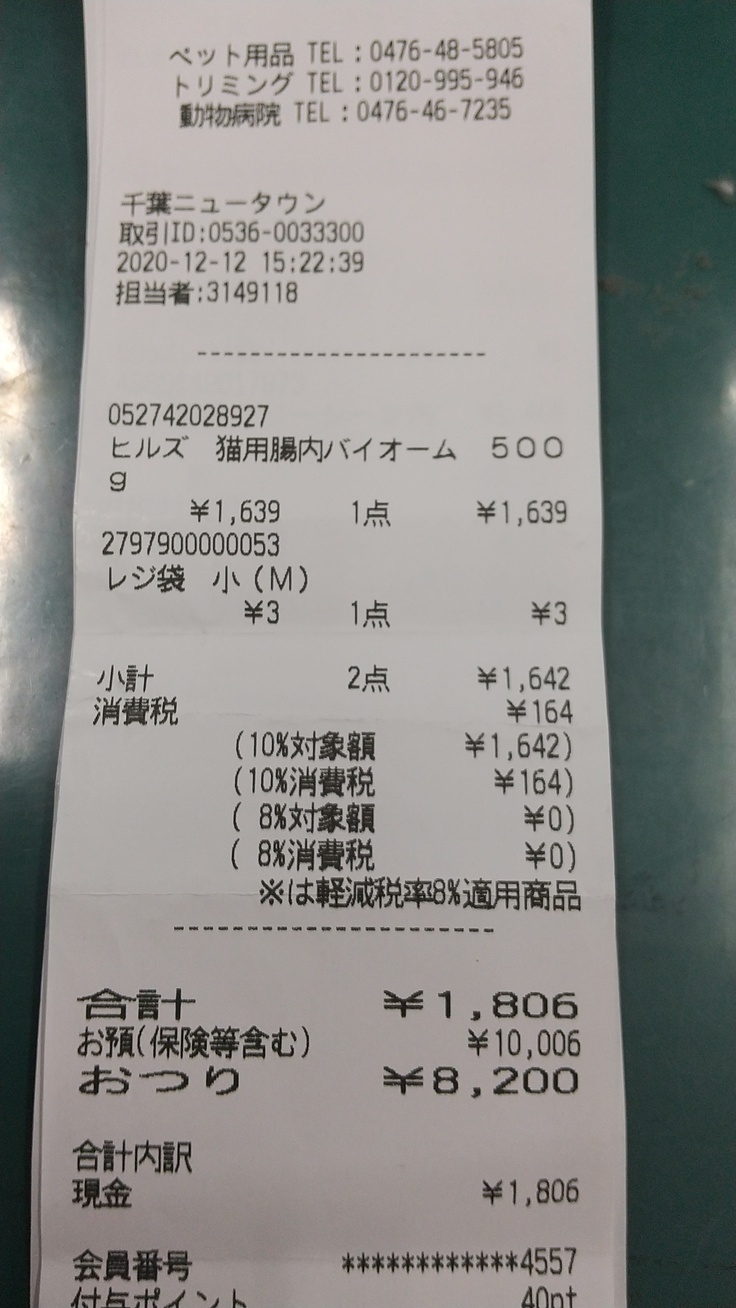 ペット用品 TEL：0476-48-5805
トリミング TEL：0120-995-946
動物病院 TEL：0476-46-7235
千葉ニュータウン
取引ID:0536-0033300
2020-12-12 15:22:39
担当者:3149118
----------------------
052742028927
ヒルズ　猫用腸内バイオーム　５００
ｇ
¥1,639 1点 ¥1,639
2797900000053
レジ袋　小（Ｍ）
¥3 1点 ¥3
小計 2点 ¥1,642
消費税 ¥164
(10%対象額 ¥1,642)
(10%消費税 ¥164)
( 8%対象額 ¥0)
( 8%消費税 ¥0)
※は軽減税率8%適用商品
----------------------
合計 ¥1,806
お預(保険等含む) ¥10,006
おつり ¥8,200
合計内訳
現金 ¥1,806
会員番号 ************4557
付与ポイント 40pt